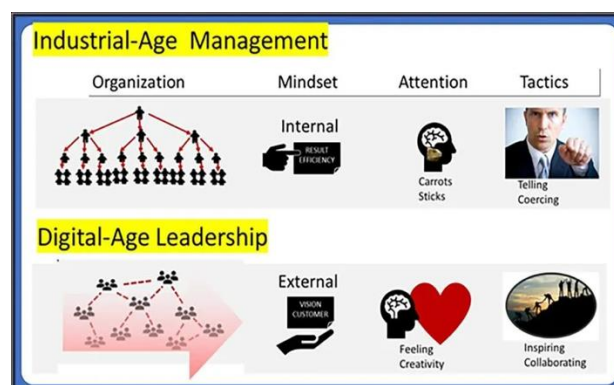 Industrial-Age Management
Organization Mindset Attention Tactics
Internal
RESULT
EFFICIENCY
Carrots
Sticks
Telling
Coercing
Digital-Age Leadership
External
VISION
CUSTOMER
Feeling
Creativity
Inspiring
Collaborating